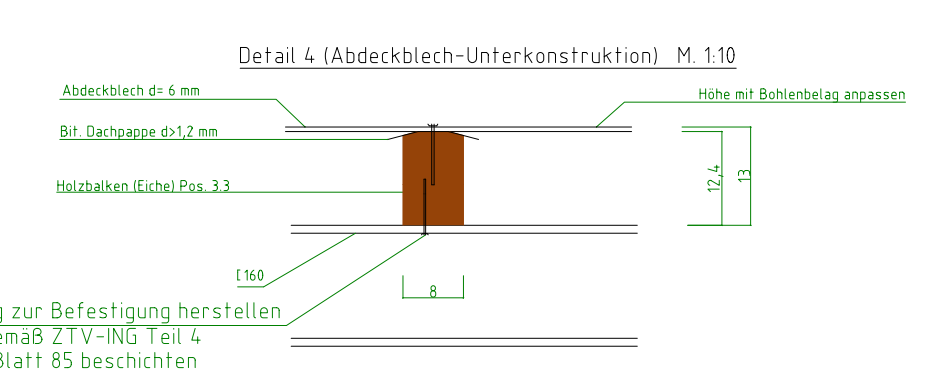 Detail 4 (Abdeckblech-Unterkonstruktion) M. 1:10
Abdeckblech d= 6 mm
Höhe mit Bohlenbelag anpassen
Bit. Dachpappe d>1,2 mm
Holzbalken (Eiche) Pos. 3.3
12,4
13
[ 160
8
g zur Befestigung herstellen
emäß ZTV-ING Teil 4
Blatt 85 beschichten